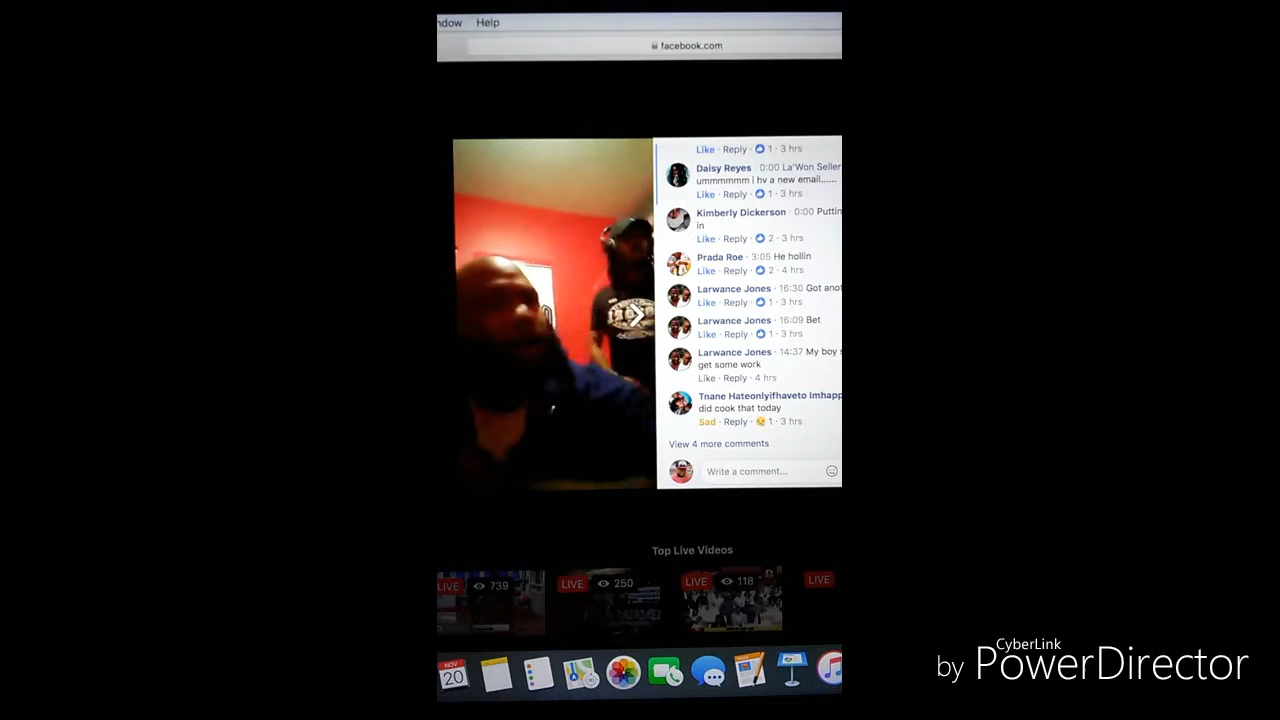 ndow Help
facebook.com
Like · Reply · 1 · 3 hrs
Daisy Reyes · 0:00 La'Won Seller
ummmmmm i hv a new email......
Like · Reply · 1 · 3 hrs
Kimberly Dickerson · 0:00 Puttin
in
Like · Reply · 2 · 3 hrs
Prada Roe · 3:05 He hollin
Like · Reply · 2 · 4 hrs
Larwance Jones · 16:30 Got ano
Like · Reply · 1 · 3 hrs
Larwance Jones · 16:09 Bet
Like · Reply · 1 · 3 hrs
Larwance Jones · 14:37 My boy s
get some work
Like · Reply · 4 hrs
Tnane Hateonlyifhaveto Imhapp
did cook that today
Sad · Reply · 1 · 3 hrs
View 4 more comments
Write a comment...
Top Live Videos
LIVE 739
LIVE 250
LIVE 118
LIVE
NOV
20
by CyberLink
PowerDirector